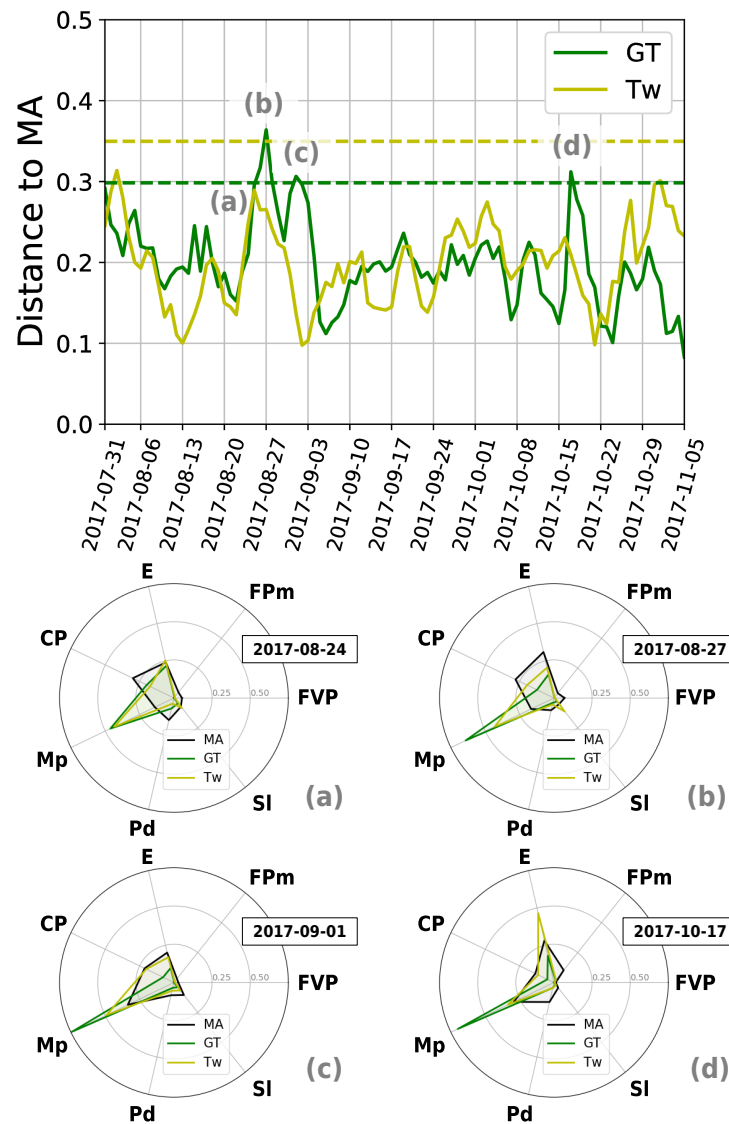 0.5
GT
Tw
0.4
(b)
(d)
(c)
0.3
(a)
0.2
0.1
0.0
Distance to MA
2017-07-31
2017-08-06
2017-08-13
2017-08-20
2017-08-27
2017-09-03
2017-09-10
2017-09-17
2017-09-24
2017-10-01
2017-10-08
2017-10-15
2017-10-22
2017-10-29
2017-11-05
E
FPm
CP
2017-08-24
0.25 0.50
FVP
Mp
MA
GT
Tw
Pd
SI
(a)
E
FPm
CP
2017-08-27
0.25 0.50
FVP
Mp
MA
GT
Tw
Pd
SI
(b)
E
FPm
CP
2017-09-01
0.25 0.50
FVP
Mp
MA
GT
Tw
Pd
SI
(c)
E
FPm
CP
2017-10-17
0.25 0.50
FVP
Mp
MA
GT
Tw
Pd
SI
(d)